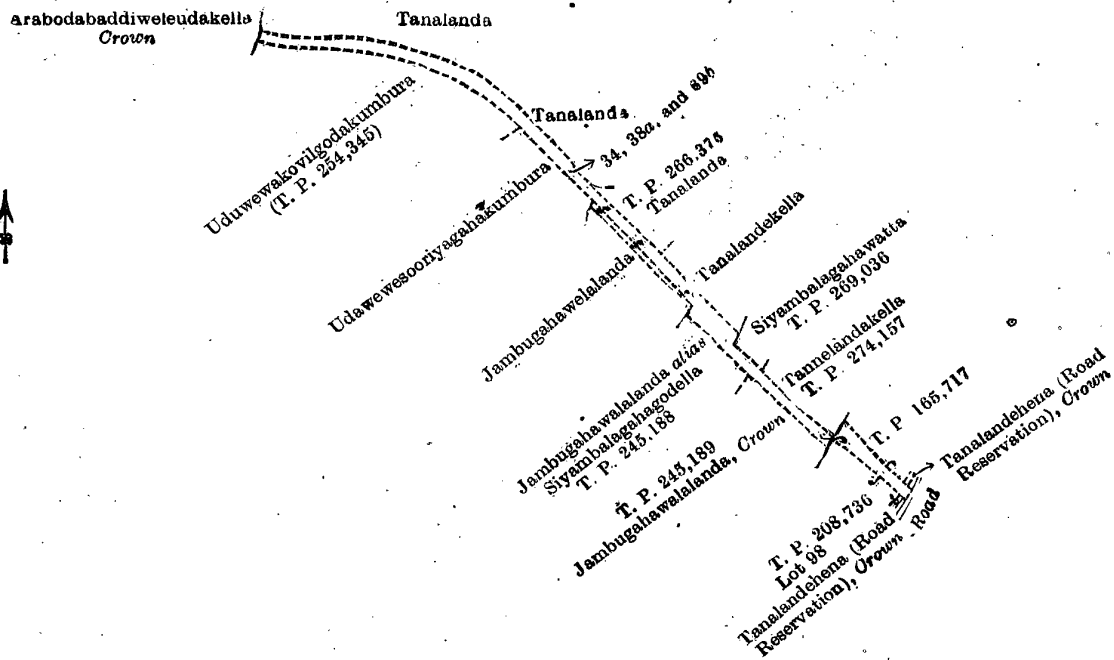 arabodabaddiweleudakella
Crown
Tanalanda
Uduwewakovilgodakumbura
(T. P. 254,345)
Tanalanda
34, 38a, and 89b
T. P. 266,375
Tanalanda
Udawewesooriyagahakumbura
Jambugahawelalanda
Tanalandekella
Siyambalagahawatta
T. P. 269,036
Tannelandakella
T. P. 274,157
Jambugahawalalanda alias
Siyambalagahagodella
T. P. 245,188
T. P. 245,189
Jambugahawalalanda, Crown
T. P 165,717
Tanalandehena (Road
Reservation), Crown
T. P. 208,736
Lot 98
Tanalandehena (Road
Reservation), Crown
Road